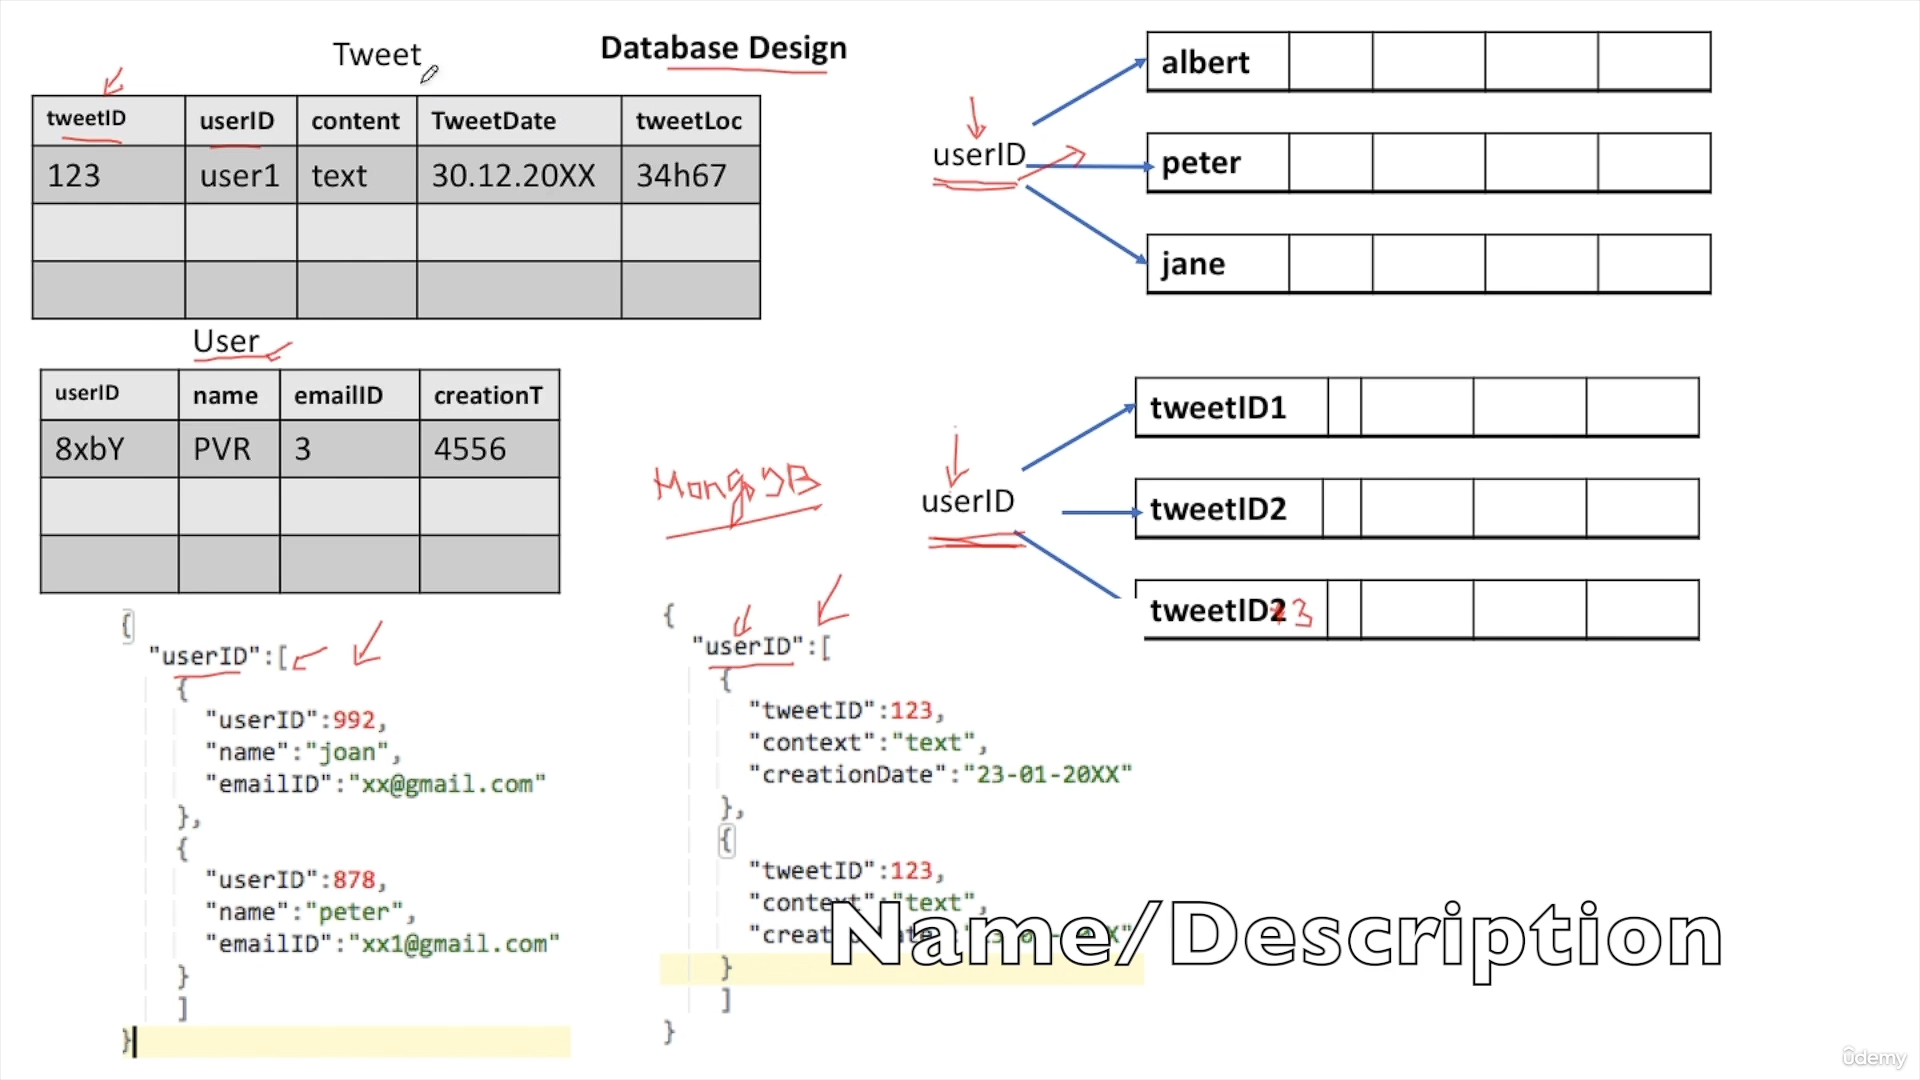 Database Design
Tweet
tweetID userID content TweetDate tweetLoc
123 user1 text 30.12.20XX 34h67
User
userID name emailID creationT
8xbY PVR 3 4556
userID
albert
peter
jane
MongoDB
userID
tweetID1
tweetID2
tweetID2 3
{
"userID":[
{
"userID":992,
"name":"joan",
"emailID":"xx@gmail.com"
},
{
"userID":878,
"name":"peter",
"emailID":"xx1@gmail.com"
}
]
}
{
"userID":[
{
"tweetID":123,
"context":"text",
"creationDate":"23-01-20XX"
},
{
"tweetID":123,
"context":"text",
}
]
}
Name/Description
ûdemy